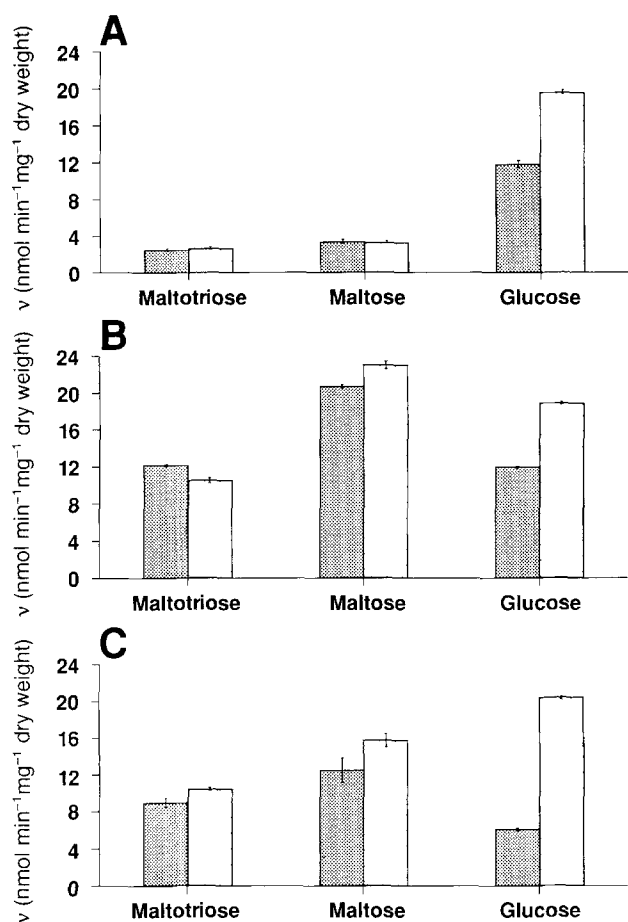 A
ν (nmol min⁻¹mg⁻¹ dry weight)
24
20
16
12
8
4
0
Maltotriose Maltose Glucose
B
ν (nmol min⁻¹mg⁻¹ dry weight)
24
20
16
12
8
4
0
Maltotriose Maltose Glucose
C
ν (nmol min⁻¹mg⁻¹ dry weight)
24
20
16
12
8
4
0
Maltotriose Maltose Glucose